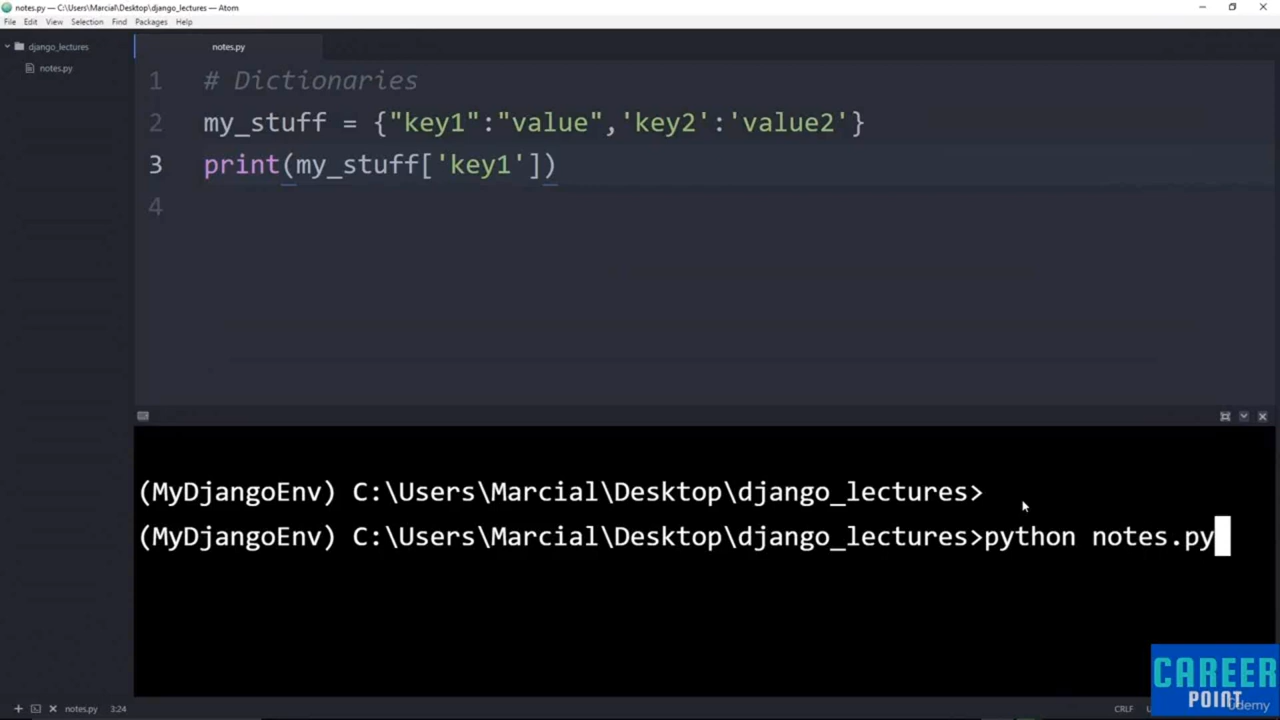 notes.py — C:\Users\Marcial\Desktop\django_lectures — Atom
File Edit View Selection Find Packages Help
django_lectures
notes.py
notes.py
1 # Dictionaries
2 my_stuff = {"key1":"value",'key2':'value2'}
3 print(my_stuff['key1'])
4
(MyDjangoEnv) C:\Users\Marcial\Desktop\django_lectures>
(MyDjangoEnv) C:\Users\Marcial\Desktop\django_lectures>python notes.py
CAREER
POINT
udemy
notes.py 3:24 CRLF